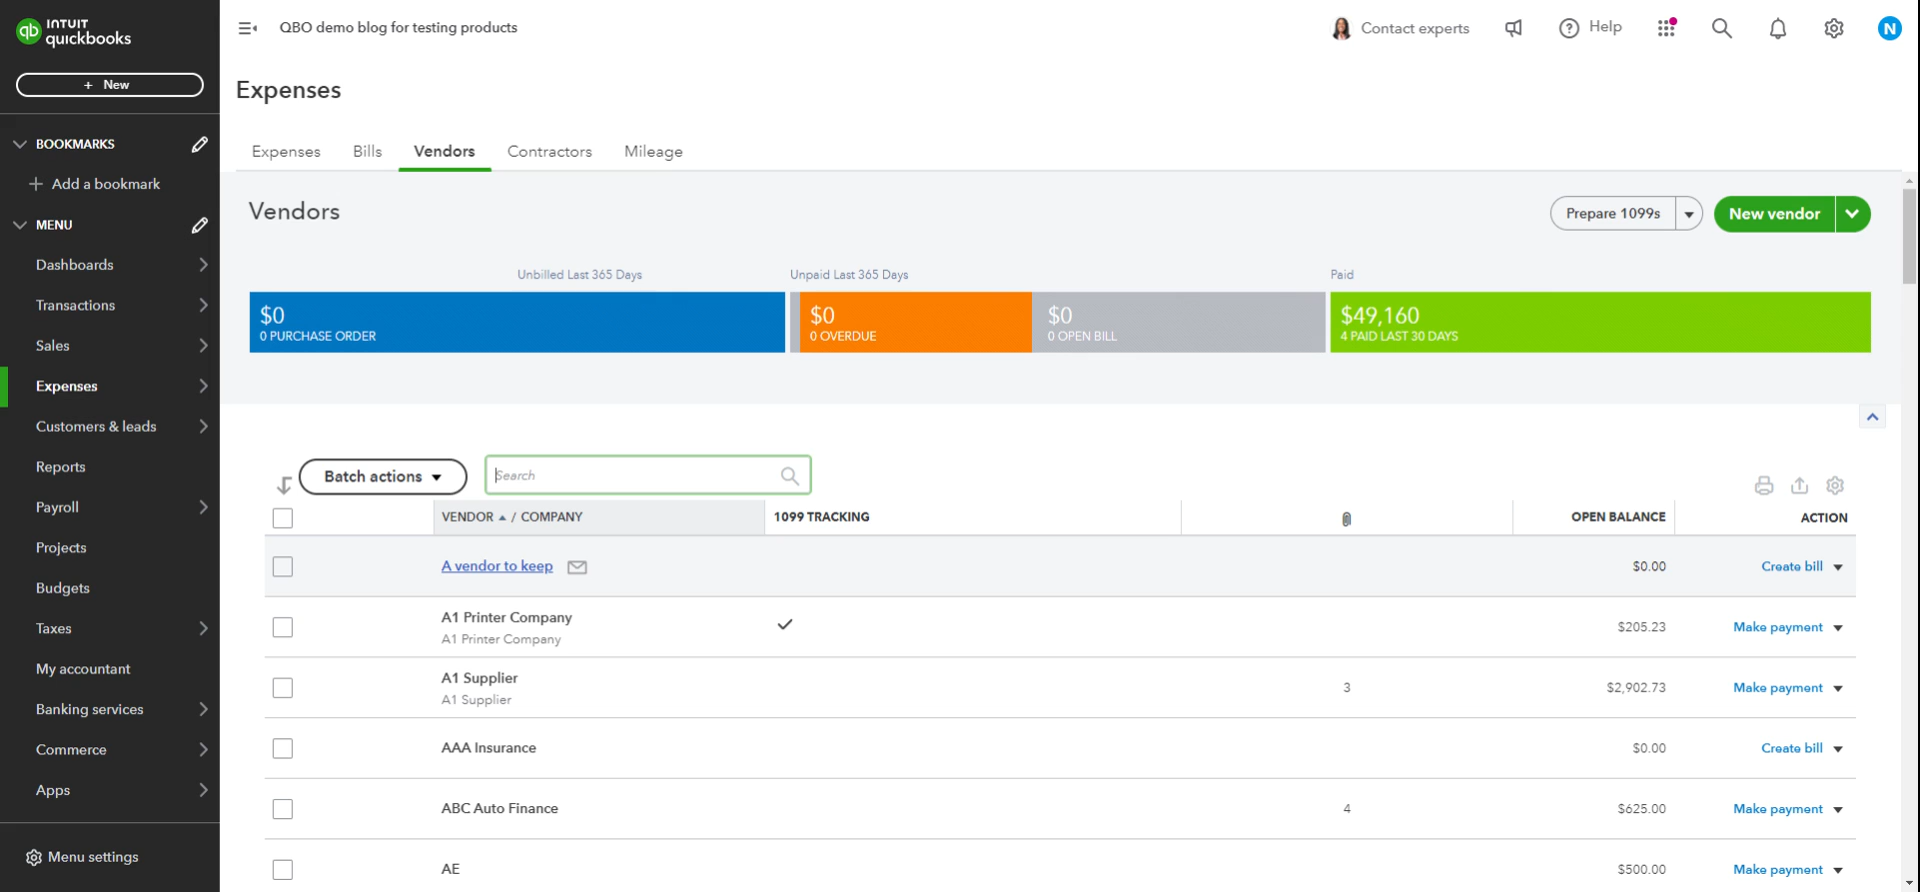 INTUIT
quickbooks
QBO demo blog for testing products
Contact experts
Help
N
+ New
Expenses
BOOKMARKS
+ Add a bookmark
MENU
Dashboards
Transactions
Sales
Expenses
Customers & leads
Reports
Payroll
Projects
Budgets
Taxes
My accountant
Banking services
Commerce
Apps
Menu settings
Expenses Bills Vendors Contractors Mileage
Vendors
Prepare 1099s
New vendor
Unbilled Last 365 Days
Unpaid Last 365 Days
Paid
$0
0 PURCHASE ORDER
$0
0 OVERDUE
$0
0 OPEN BILL
$49,160
4 PAID LAST 30 DAYS
Batch actions
Search
VENDOR / COMPANY 1099 TRACKING OPEN BALANCE ACTION
A vendor to keep $0.00 Create bill
A1 Printer Company $205.23 Make payment
A1 Printer Company
A1 Supplier 3 $2,902.73 Make payment
A1 Supplier
AAA Insurance $0.00 Create bill
ABC Auto Finance 4 $625.00 Make payment
AE $500.00 Make payment